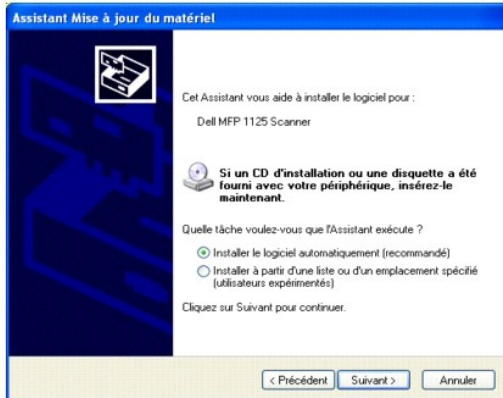 Assistant Mise à jour du matériel
Cet Assistant vous aide à installer le logiciel pour :
Dell MFP 1125 Scanner
Si un CD d'installation ou une disquette a été
fourni avec votre périphérique, insérez-le
maintenant.
Quelle tâche voulez-vous que l'Assistant exécute ?
Installer le logiciel automatiquement (recommandé)
Installer à partir d'une liste ou d'un emplacement spécifié
(utilisateurs expérimentés)
Cliquez sur Suivant pour continuer.
< Précédent Suivant > Annuler